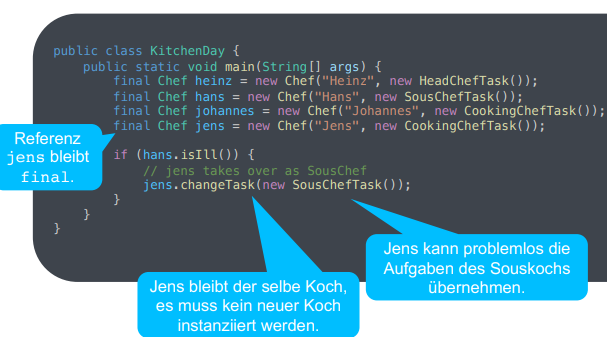 public class KitchenDay {
public static void main(String[] args) {
final Chef heinz = new Chef("Heinz", new HeadChefTask());
final Chef hans = new Chef("Hans", new SousChefTask());
final Chef johannes = new Chef("Johannes", new CookingChefTask());
final Chef jens = new Chef("Jens", new CookingChefTask());
Referenz
jens bleibt
final.
if (hans.isIll()) {
// jens takes over as SousChef
jens.changeTask(new SousChefTask());
}
}
}
Jens kann problemlos die
Aufgaben des Souskochs
übernehmen.
Jens bleibt der selbe Koch,
es muss kein neuer Koch
instanziiert werden.